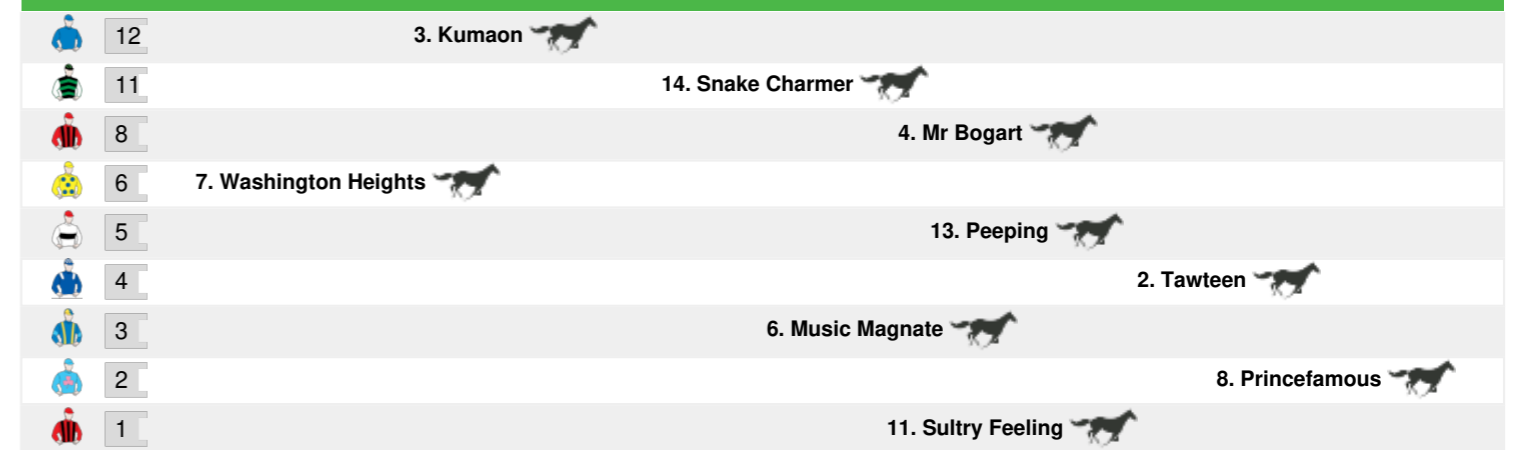 12 3. Kumaon
11 14. Snake Charmer
8 4. Mr Bogart
6 7. Washington Heights
5 13. Peeping
4 2. Tawteen
3 6. Music Magnate
2 8. Princefamous
1 11. Sultry Feeling